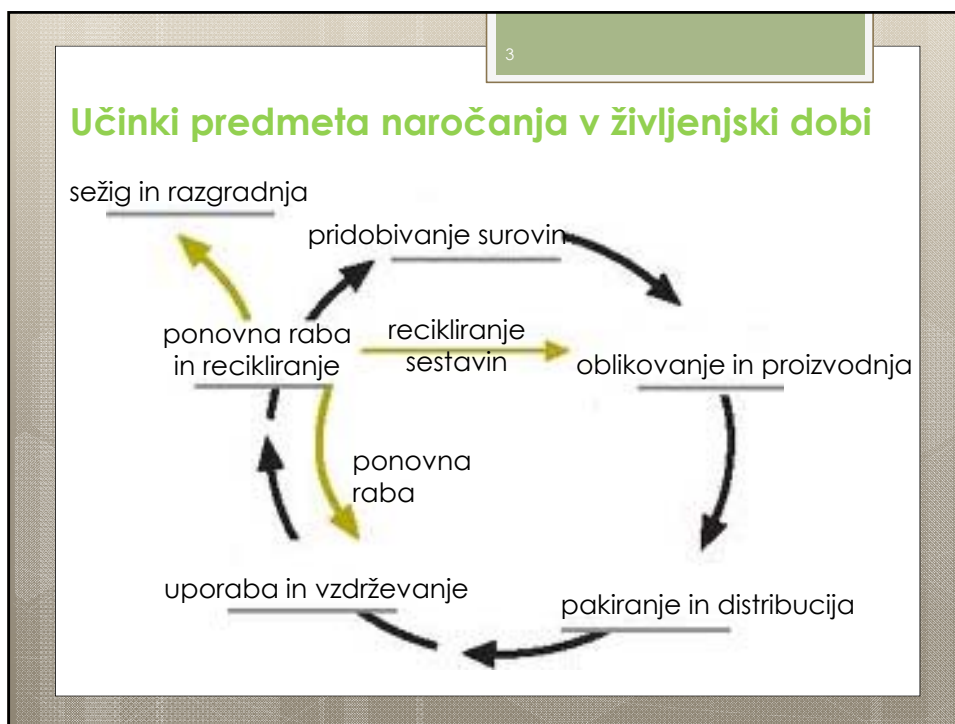 3
Učinki predmeta naročanja v življenjski dobi
sežig in razgradnja
pridobivanje surovin
ponovna raba
in recikliranje
recikliranje
sestavin
oblikovanje in proizvodnja
ponovna
raba
uporaba in vzdrževanje
pakiranje in distribucija